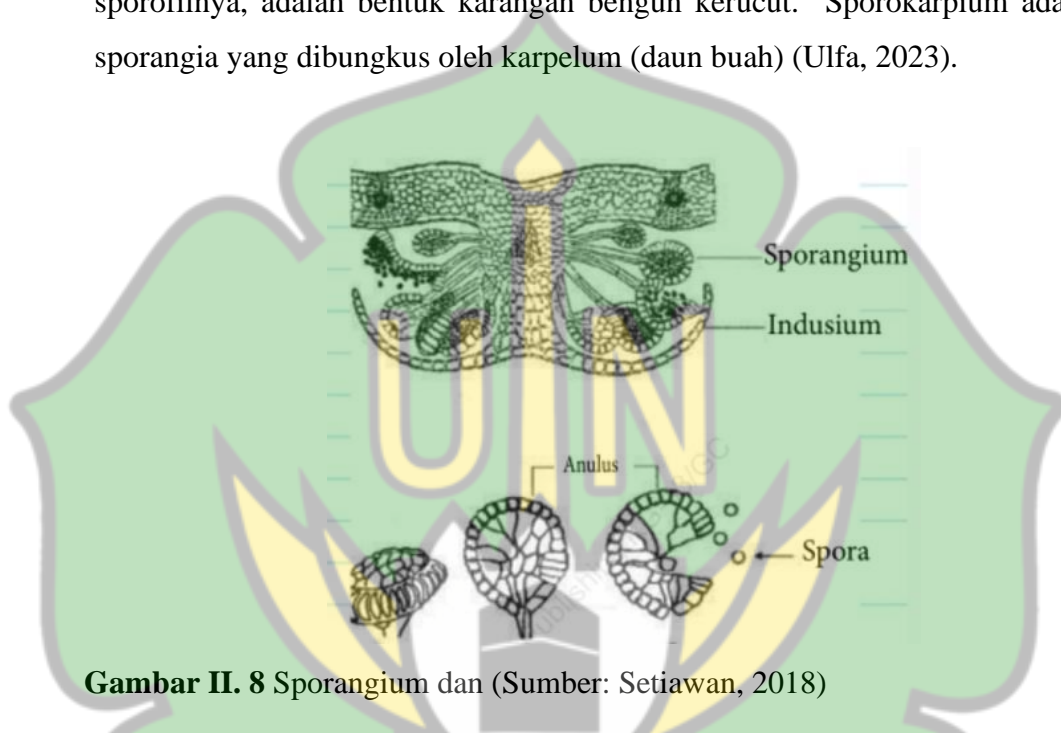 sporofilnya, adalah bentuk karangan bengun kerucut. Sporokarpium ada
sporangia yang dibungkus oleh karpelum (daun buah) (Ulfa, 2023).
Sporangium
Indusium
UIN
Anulus
Spora
Gambar II. 8 Sporangium dan (Sumber: Setiawan, 2018)